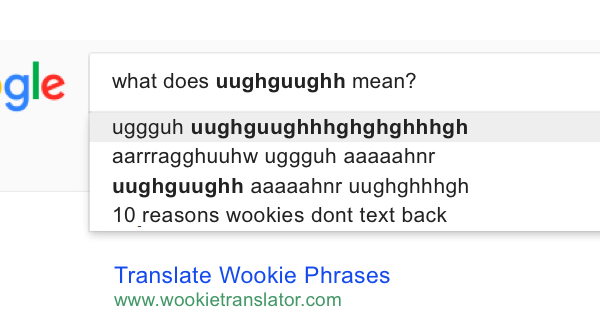 ogle
what does uughguughh mean?
uggguh uughguughhhghghghhhgh
aarrragghuuhw uggguh aaaaahnr
uughguughh aaaaahnr uughghhhgh
10 reasons wookies dont text back
Translate Wookie Phrases
www.wookietranslator.com